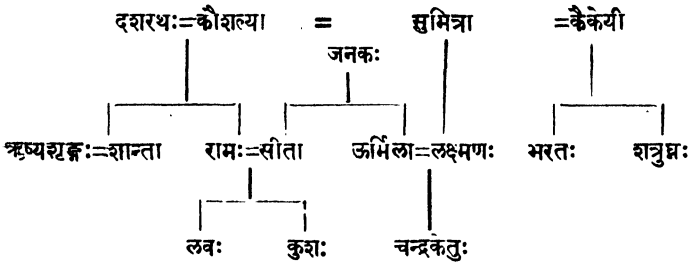 दशरथः=कौशल्या = सुमित्रा =कैकेयी
जनकः
ऋष्यशृङ्गः=शान्ता रामः=सीता ऊर्मिला=लक्ष्मणः भरतः शत्रुघ्नः
लवः कुशः चन्द्रकेतुः